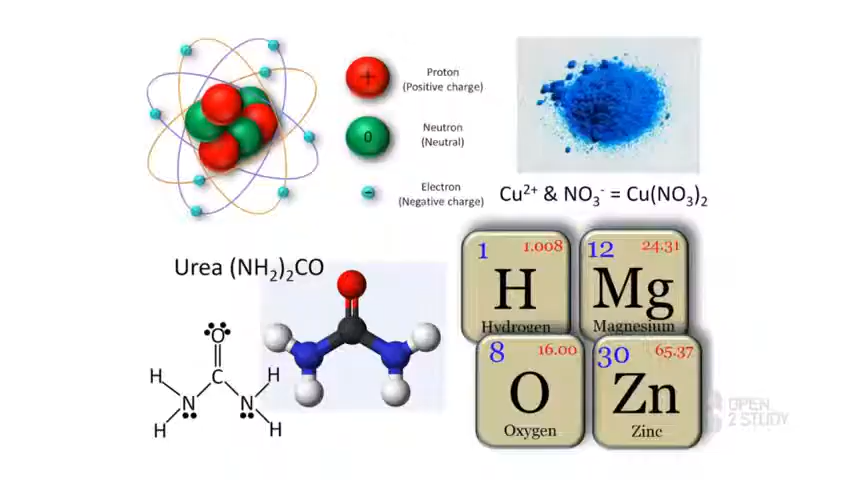 +
Proton
(Positive charge)
0
Neutron
(Neutral)
−
Electron
(Negative charge)
Cu²⁺ & NO₃⁻ = Cu(NO₃)₂
Urea (NH₂)₂CO
O
C
H H
N N
H H
1 1.008
H
Hydrogen
12 24.31
Mg
Magnesium
8 16.00
O
Oxygen
30 65.37
Zn
Zinc
OPEN
2 STUDY